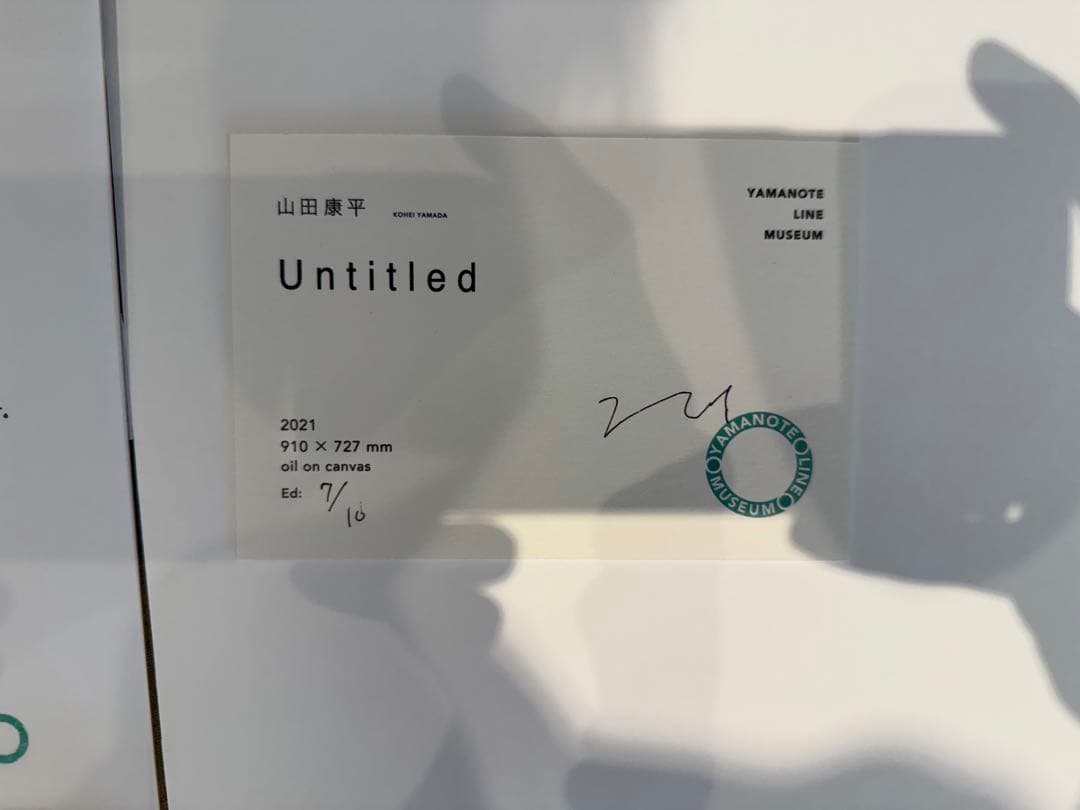 山田康平 KOHEI YAMADA
Untitled
YAMANOTE
LINE
MUSEUM
2021
910 × 727 mm
oil on canvas
Ed: 7/10
YAMANOTE LINE MUSEUM